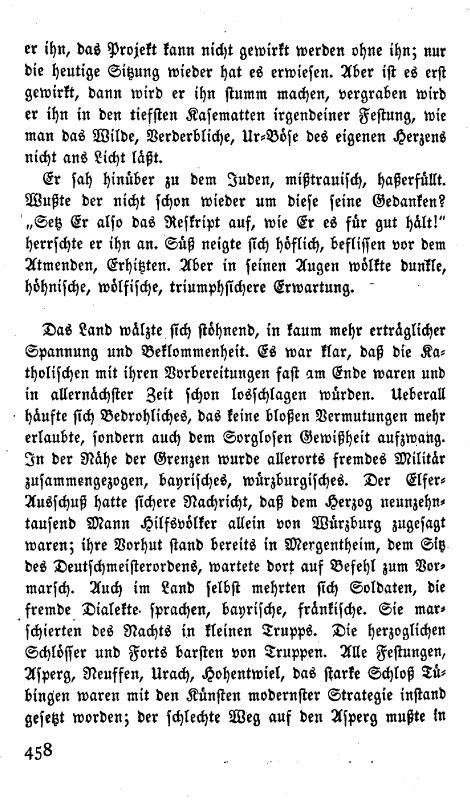 er ihn, das Projekt kann nicht gewirkt werden ohne ihn; nur
die heutige Sitzung wieder hat es erwiesen. Aber ist es erst
gewirkt, dann wird er ihn stumm machen, vergraben wird
er ihn in den tiefsten Kasematten irgendeiner Festung, wie
man das Wilde, Verderbliche, Ur-Böse des eigenen Herzens
nicht ans Licht läßt.
Er sah hinüber zu dem Juden, mißtrauisch, haßerfüllt.
Wußte der nicht schon wieder um diese seine Gedanken?
„Setz Er also das Reskript auf, wie Er es für gut hält!“
herrschte er ihn an. Süß neigte sich höflich, beflissen vor dem
Atmenden, Erhitzten. Aber in seinen Augen wölkte dunkle,
höhnische, wölfische, triumphsichere Erwartung.
Das Land wälzte sich stöhnend, in kaum mehr erträglicher
Spannung und Beklommenheit. Es war klar, daß die Ka-
tholischen mit ihren Vorbereitungen fast am Ende waren und
in allernächster Zeit schon losschlagen würden. Ueberall
häufte sich Bedrohliches, das keine bloßen Vermutungen mehr
erlaubte, sondern auch dem Sorglosen Gewißheit aufzwang.
In der Nähe der Grenzen wurde allerorts fremdes Militär
zusammengezogen, bayrisches, würzburgisches. Der Elfer-
Ausschuß hatte sichere Nachricht, daß dem Herzog neunzehn-
tausend Mann Hilfsvölker allein von Würzburg zugesagt
waren; ihre Vorhut stand bereits in Mergentheim, dem Sitz
des Deutschmeisterordens, wartete dort auf Befehl zum Vor-
marsch. Auch im Land selbst mehrten sich Soldaten, die
fremde Dialekte sprachen, bayrische, fränkische. Sie mar-
schierten des Nachts in kleinen Trupps. Die herzoglichen
Schlösser und Forts barsten von Truppen. Alle Festungen,
Asperg, Neuffen, Urach, Hohentwiel, das starke Schloß Tü-
bingen waren mit den Künsten modernster Strategie instand
gesetzt worden; der schlechte Weg auf den Asperg mußte in
458